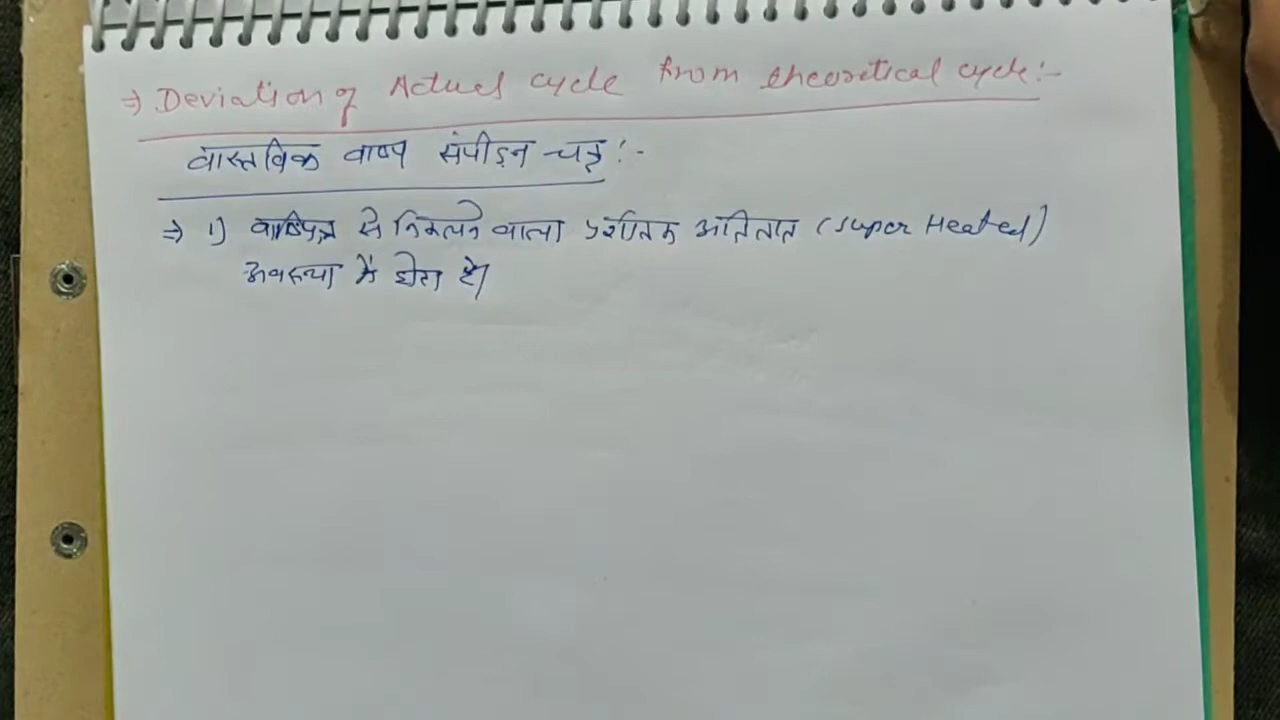 ⇒ Deviation of Actual cycle from theoretical cycle:-
वास्तविक वाष्प संपीडन चक्र :-
⇒ 1) वाष्पित्र से निकलने वाला प्रशीतक अतितप्त (Super Heated)
अवस्था में होता है।